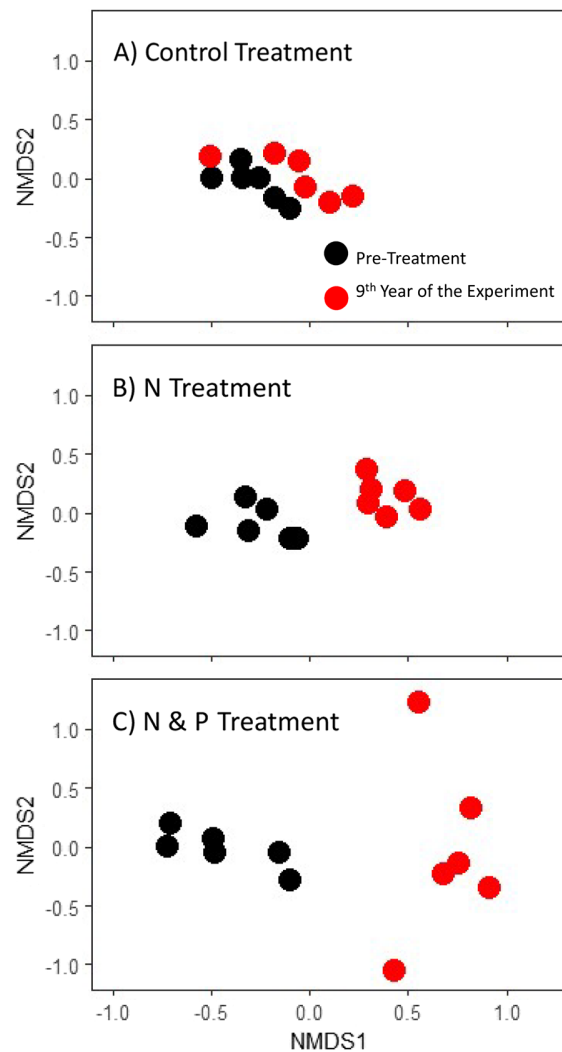 A) Control Treatment
1.0
0.5
0.0
-0.5
-1.0
NMDS2
Pre-Treatment
9th Year of the Experiment
B) N Treatment
1.0
0.5
0.0
-0.5
-1.0
NMDS2
C) N & P Treatment
1.0
0.5
0.0
-0.5
-1.0
NMDS2
-1.0 -0.5 0.0 0.5 1.0
NMDS1